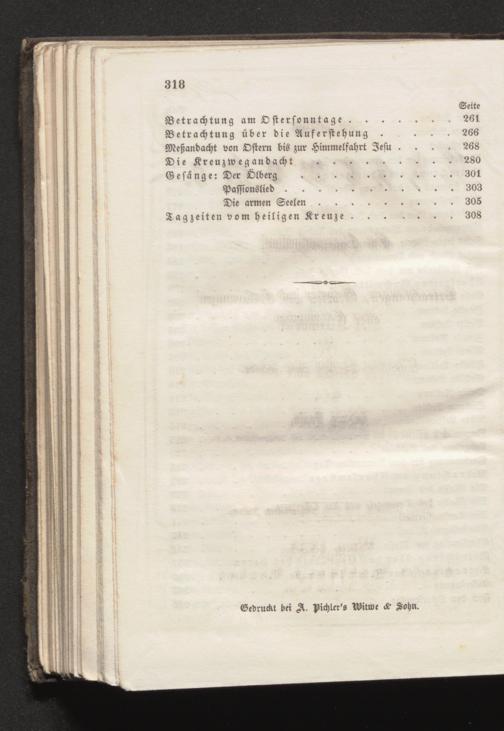 318
Seite
Betrachtung am Ostersonntage . . . . . . . 261
Betrachtung über die Auferstehung . . . . . 266
Meßandacht von Ostern bis zur Himmelfahrt Jesu . . . . 268
Die Kreuzwegandacht . . . . . . . . . 280
Gesänge: Der Ölberg . . . . . . . . . . 301
Passionslied . . . . . . . . . . 303
Die armen Seelen . . . . . . . . 305
Tagzeiten vom heiligen Kreuze . . . . . . . 308
Gedruckt bei A. Pichler's Witwe & Sohn.